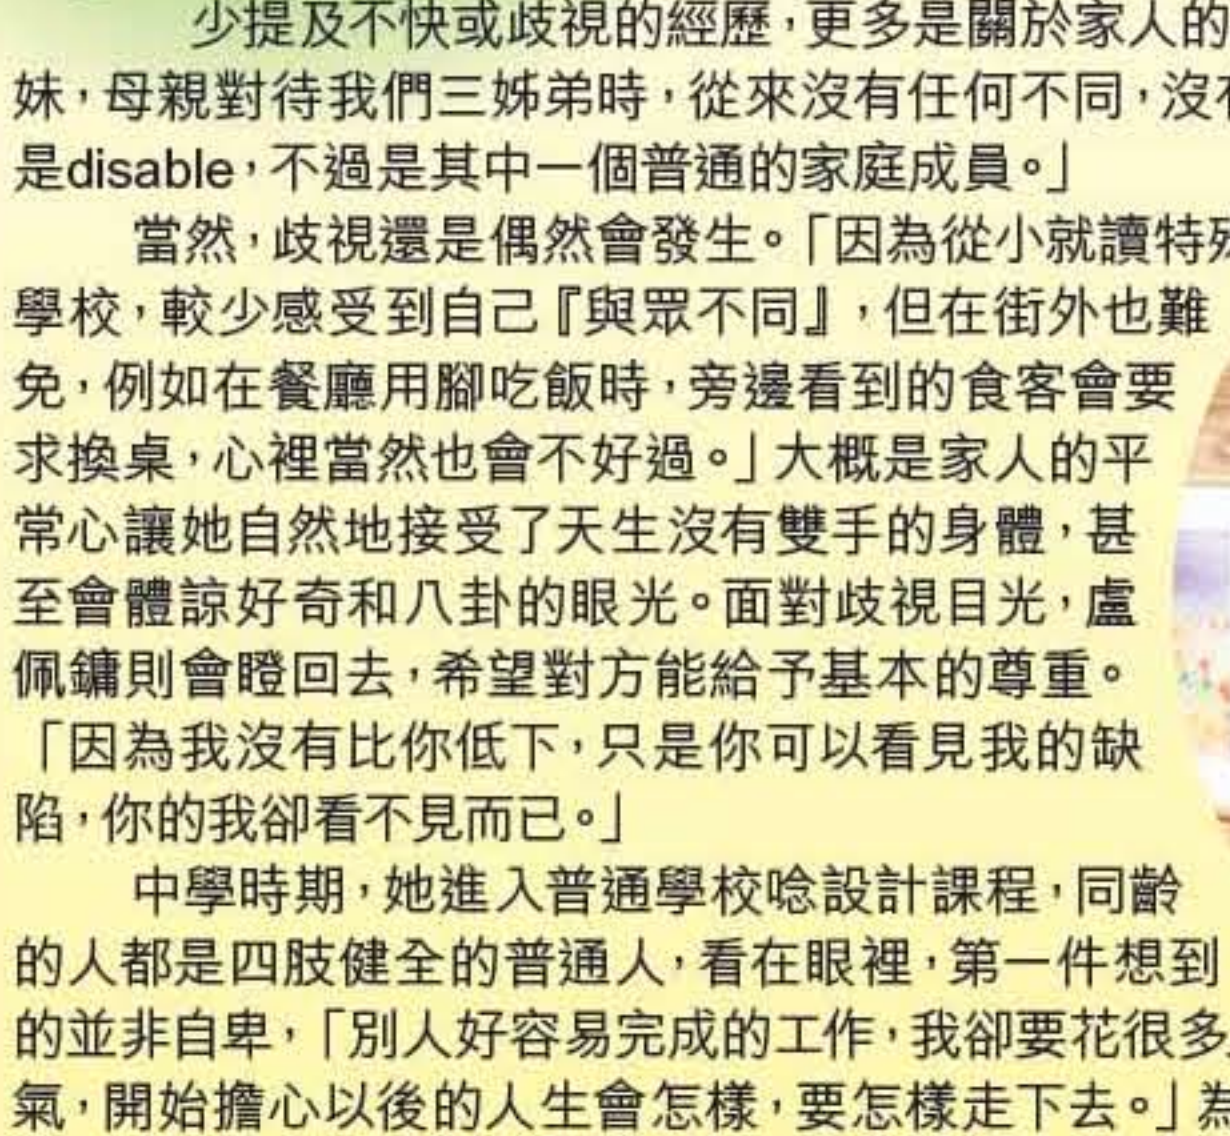 少提及不快或歧視的經歷，更多是關於家人的
妹，母親對待我們三姊弟時，從來沒有任何不同，沒有
是disable，不過是其中一個普通的家庭成員。」
當然，歧視還是偶然會發生。「因為從小就讀特殊
學校，較少感受到自己『與眾不同』，但在街外也難
免，例如在餐廳用腳吃飯時，旁邊看到的食客會要
求換桌，心裡當然也會不好過。」大概是家人的平
常心讓她自然地接受了天生沒有雙手的身體，甚
至會體諒好奇和八卦的眼光。面對歧視目光，盧
佩鏞則會瞪回去，希望對方能給予基本的尊重。
「因為我沒有比你低下，只是你可以看見我的缺
陷，你的我卻看不見而已。」
中學時期，她進入普通學校唸設計課程，同齡
的人都是四肢健全的普通人，看在眼裡，第一件想到
的並非自卑，「別人好容易完成的工作，我卻要花很多
氣，開始擔心以後的人生會怎樣，要怎樣走下去。」為